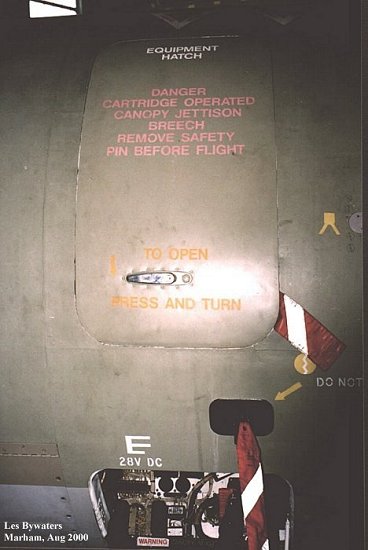 EQUIPMENT
HATCH
DANGER
CARTRIDGE OPERATED
CANOPY JETTISON
BREECH
REMOVE SAFETY
PIN BEFORE FLIGHT
TO OPEN
PRESS AND TURN
DO NOT
E
28V DC
WARNING
Les Bywaters
Marham, Aug 2000